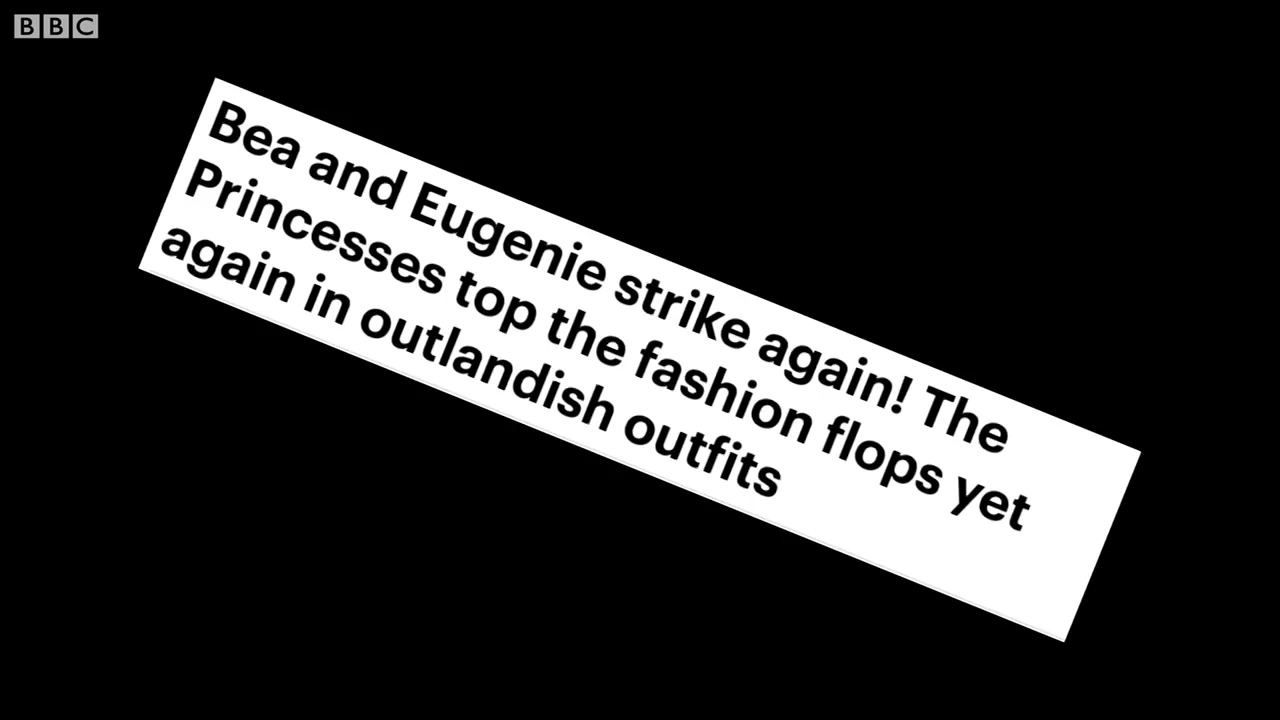 BBC
Bea and Eugenie strike again! The
Princesses top the fashion flops yet
again in outlandish outfits